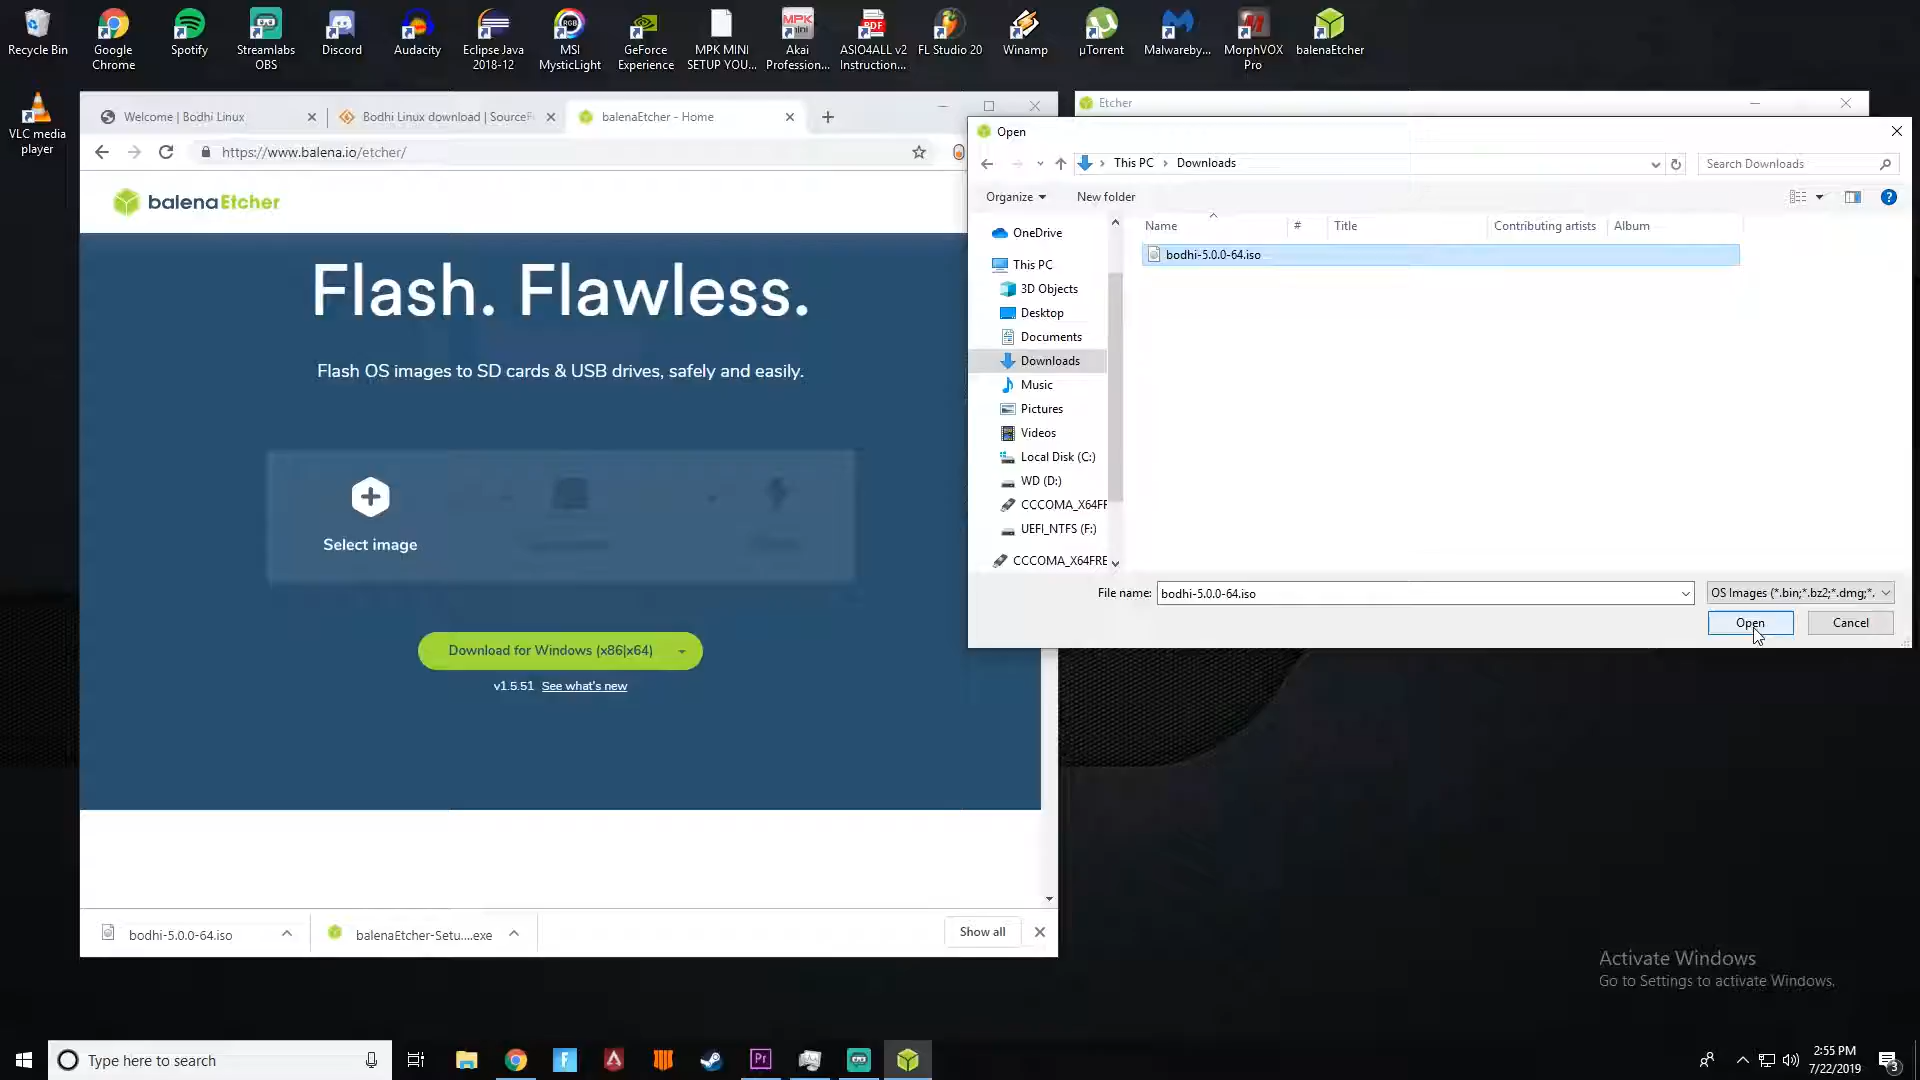 Recycle Bin
Google
Chrome
Spotify
Streamlabs
OBS
Discord
Audacity
Eclipse Java
2018-12
MSI
MysticLight
GeForce
Experience
MPK MINI
SETUP YOU...
Akai
Profession...
ASIO4ALL v2
Instruction...
FL Studio 20
Winamp
µTorrent
Malwareby...
MorphVOX
Pro
balenaEtcher
VLC media
player
Welcome | Bodhi Linux
Bodhi Linux download | SourceF
balenaEtcher - Home
https://www.balena.io/etcher/
balenaEtcher
Flash. Flawless.
Flash OS images to SD cards & USB drives, safely and easily.
Select image
Download for Windows (x86|x64)
v1.5.51 See what's new
bodhi-5.0.0-64.iso
balenaEtcher-Setu....exe
Show all
Etcher
Open
This PC
Downloads
Search Downloads
Organize
New folder
Name
#
Title
Contributing artists
Album
bodhi-5.0.0-64.iso
OneDrive
This PC
3D Objects
Desktop
Documents
Downloads
Music
Pictures
Videos
Local Disk (C:)
WD (D:)
CCCOMA_X64FF
UEFI_NTFS (F:)
CCCOMA_X64FRE
File name:
bodhi-5.0.0-64.iso
OS Images (*.bin;*.bz2;*.dmg;*.
Open
Cancel
Activate Windows
Go to Settings to activate Windows.
Type here to search
2:55 PM
7/22/2019
3